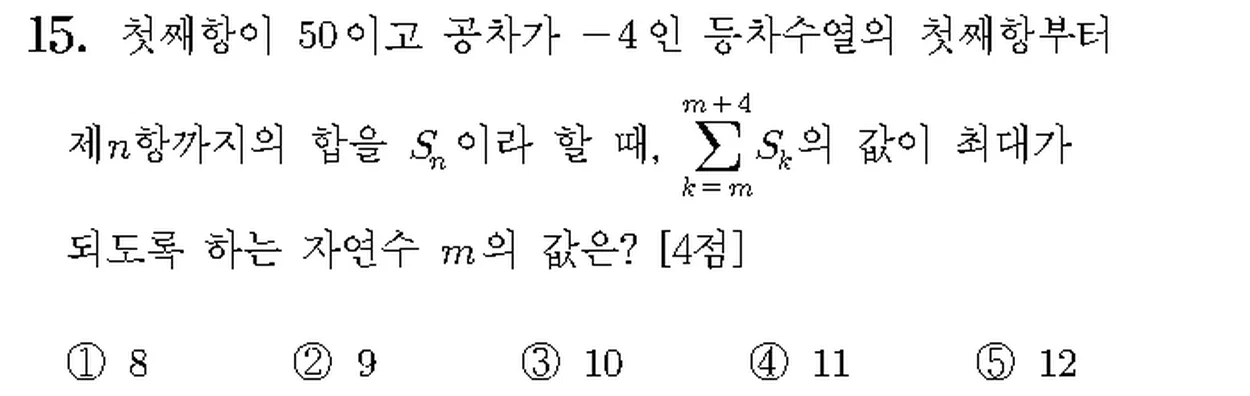 15. 첫째항이 50이고 공차가 −4인 등차수열의 첫째항부터
제n항까지의 합을 Sₙ이라 할 때, ∑_{k=m}^{m+4} Sₖ의 값이 최대가
되도록 하는 자연수 m의 값은? [4점]
① 8 ② 9 ③ 10 ④ 11 ⑤ 12